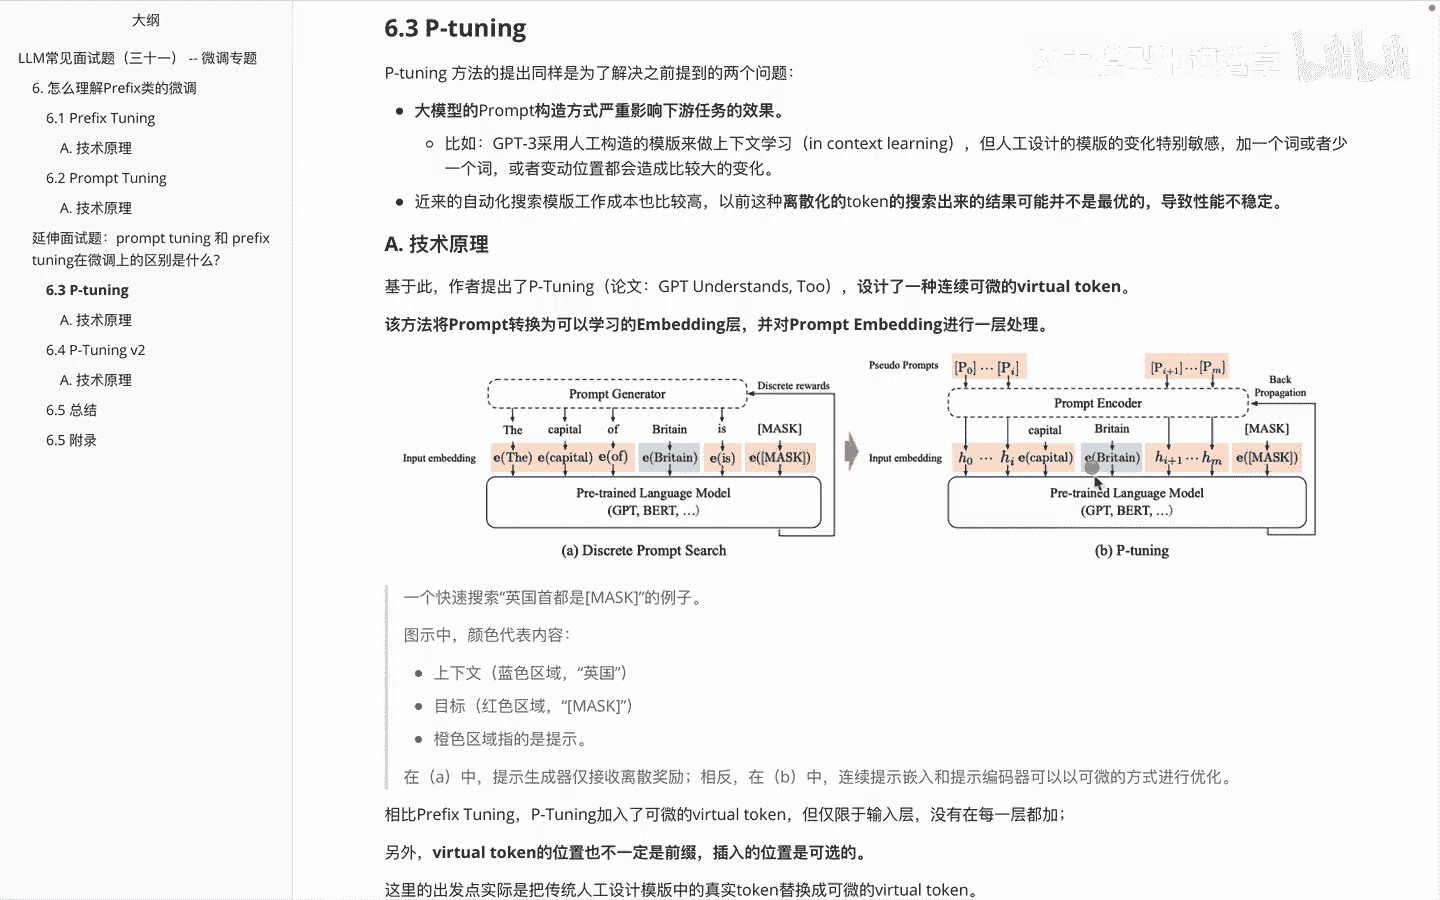 大纲
LLM常见面试题（三十一） -- 微调专题
6. 怎么理解Prefix类的微调
6.1 Prefix Tuning
A. 技术原理
6.2 Prompt Tuning
A. 技术原理
延伸面试题：prompt tuning 和 prefix
tuning在微调上的区别是什么?
6.3 P-tuning
A. 技术原理
6.4 P-Tuning v2
A. 技术原理
6.5 总结
6.5 附录
6.3 P-tuning
P-tuning 方法的提出同样是为了解决之前提到的两个问题：
大模型的Prompt构造方式严重影响下游任务的效果。
比如：GPT-3采用人工构造的模版来做上下文学习（in context learning），但人工设计的模版的变化特别敏感，加一个词或者少
一个词，或者变动位置都会造成比较大的变化。
近来的自动化搜索模版工作成本也比较高，以前这种离散化的token的搜索出来的结果可能并不是最优的，导致性能不稳定。
A. 技术原理
基于此，作者提出了P-Tuning（论文：GPT Understands, Too），设计了一种连续可微的virtual token。
该方法将Prompt转换为可以学习的Embedding层，并对Prompt Embedding进行一层处理。
Prompt Generator
Discrete rewards
The capital of Britain is [MASK]
Input embedding e(The) e(capital) e(of) e(Britain) e(is) e([MASK])
Pre-trained Language Model
(GPT, BERT, …)
(a) Discrete Prompt Search
Pseudo Prompts [P0] ⋯ [Pi] [Pi+1]⋯[Pm]
Back
Propagation
Prompt Encoder
capital Britain [MASK]
Input embedding h0 ⋯ hi e(capital) e(Britain) hi+1 ⋯ hm e([MASK])
Pre-trained Language Model
(GPT, BERT, …)
(b) P-tuning
一个快速搜索“英国首都是[MASK]”的例子。
图示中，颜色代表内容：
上下文（蓝色区域，“英国”）
目标（红色区域，“[MASK]”）
橙色区域指的是提示。
在（a）中，提示生成器仅接收离散奖励；相反，在（b）中，连续提示嵌入和提示编码器可以以可微的方式进行优化。
相比Prefix Tuning，P-Tuning加入了可微的virtual token，但仅限于输入层，没有在每一层都加；
另外，virtual token的位置也不一定是前缀，插入的位置是可选的。
这里的出发点实际是把传统人工设计模版中的真实token替换成可微的virtual token。